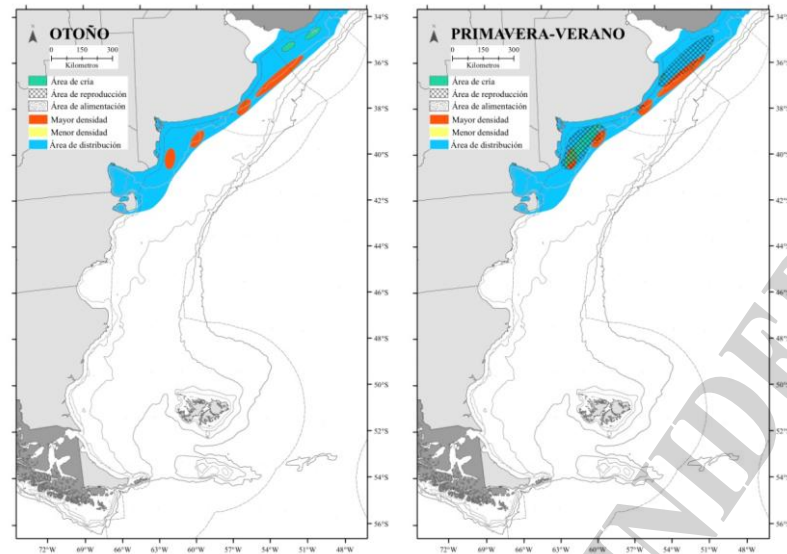 OTOÑO
0 150 300
Kilometros
Área de cría
Área de reproducción
Área de alimentación
Mayor densidad
Menor densidad
Área de distribución
34°S
36°S
38°S
40°S
42°S
44°S
46°S
48°S
50°S
52°S
54°S
56°S
72°W 69°W 66°W 63°W 60°W 57°W 54°W 51°W 48°W
PRIMAVERA-VERANO
0 150 300
Kilometros
Área de cría
Área de reproducción
Área de alimentación
Mayor densidad
Menor densidad
Área de distribución
34°S
36°S
38°S
40°S
42°S
44°S
46°S
48°S
50°S
52°S
54°S
56°S
72°W 69°W 66°W 63°W 60°W 57°W 54°W 51°W 48°W